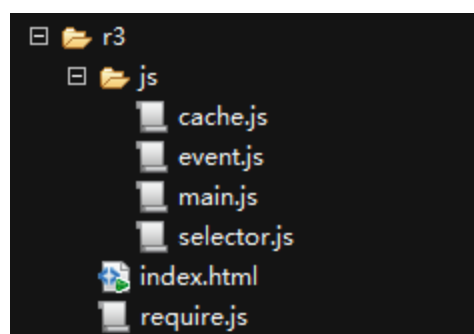 r3
js
cache.js
event.js
main.js
selector.js
index.html
require.js